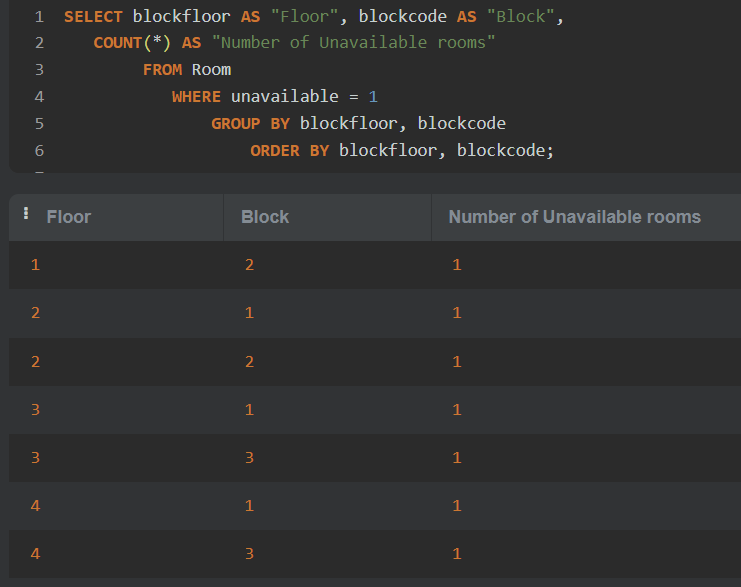 1 SELECT blockfloor AS "Floor", blockcode AS "Block",
2 COUNT(*) AS "Number of Unavailable rooms"
3 FROM Room
4 WHERE unavailable = 1
5 GROUP BY blockfloor, blockcode
6 ORDER BY blockfloor, blockcode;
Floor Block Number of Unavailable rooms
1 2 1
2 1 1
2 2 1
3 1 1
3 3 1
4 1 1
4 3 1